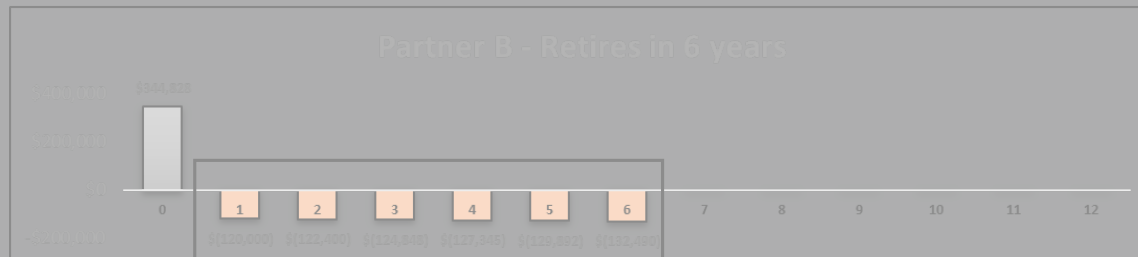 Partner B - Retires in 6 years
$344,828
0 1 2 3 4 5 6 7 8 9 10 11 12
$(120,000) $(122,400) $(124,848) $(127,345) $(129,892) $(132,490)